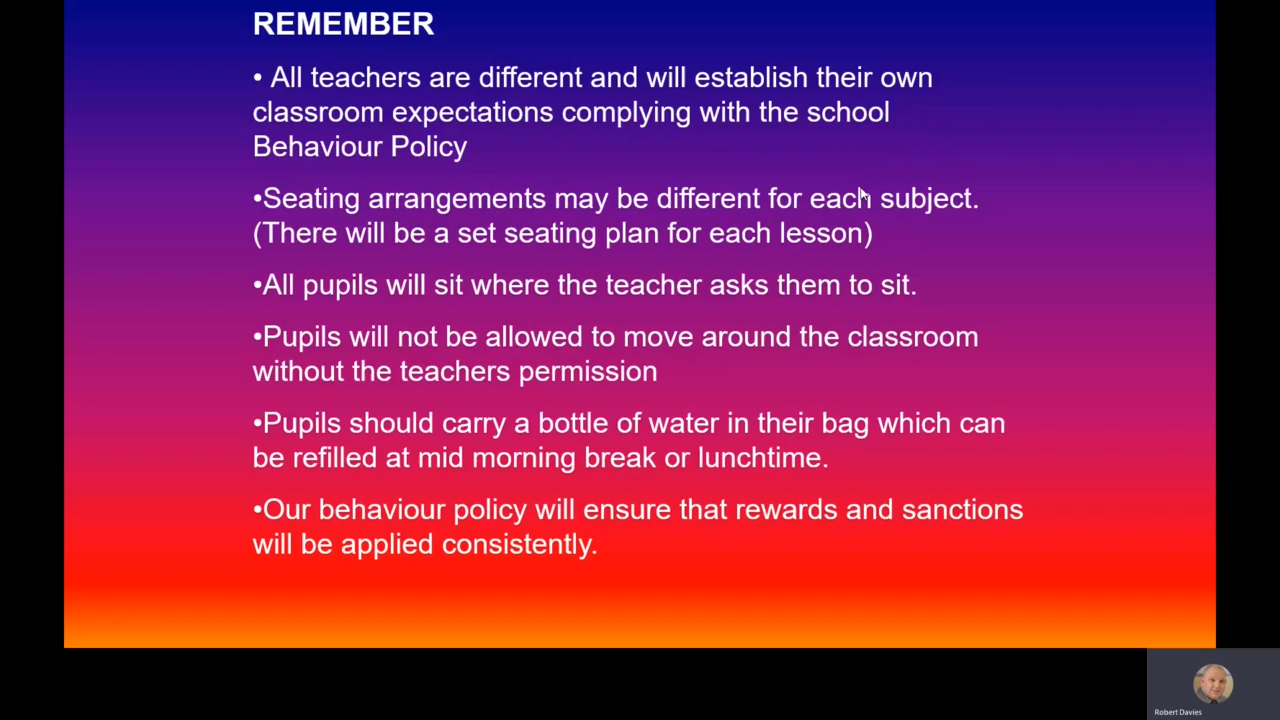 REMEMBER
• All teachers are different and will establish their own
classroom expectations complying with the school
Behaviour Policy
•Seating arrangements may be different for each subject.
(There will be a set seating plan for each lesson)
•All pupils will sit where the teacher asks them to sit.
•Pupils will not be allowed to move around the classroom
without the teachers permission
•Pupils should carry a bottle of water in their bag which can
be refilled at mid morning break or lunchtime.
•Our behaviour policy will ensure that rewards and sanctions
will be applied consistently.
Robert Davies